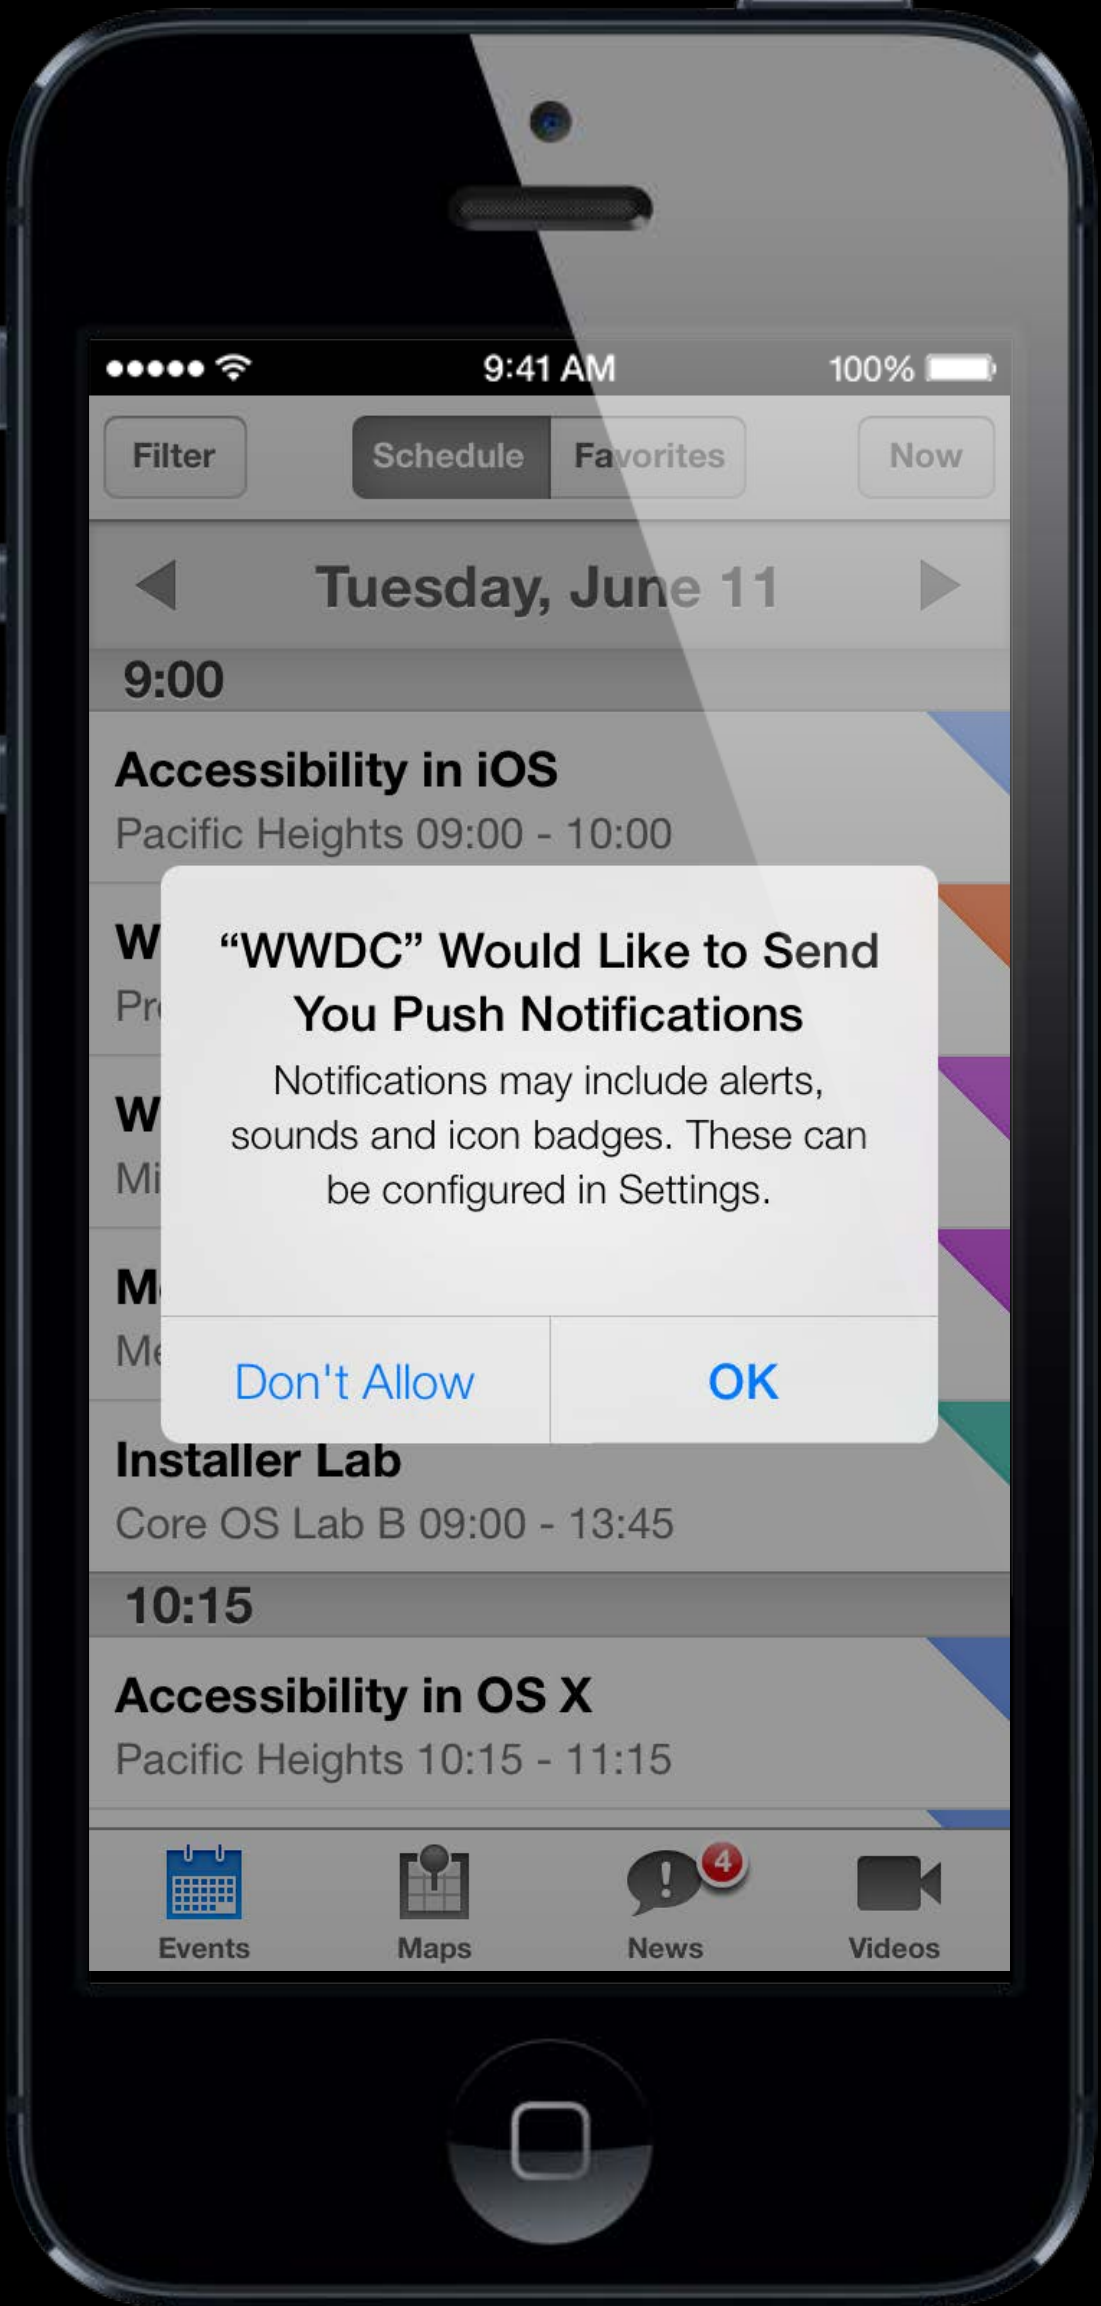 9:41 AM 100%
Filter Schedule Favorites Now
Tuesday, June 11
9:00
Accessibility in iOS
Pacific Heights 09:00 - 10:00
“WWDC” Would Like to Send
You Push Notifications
Notifications may include alerts,
sounds and icon badges. These can
be configured in Settings.
Don't Allow OK
Installer Lab
Core OS Lab B 09:00 - 13:45
10:15
Accessibility in OS X
Pacific Heights 10:15 - 11:15
4
Events Maps News Videos